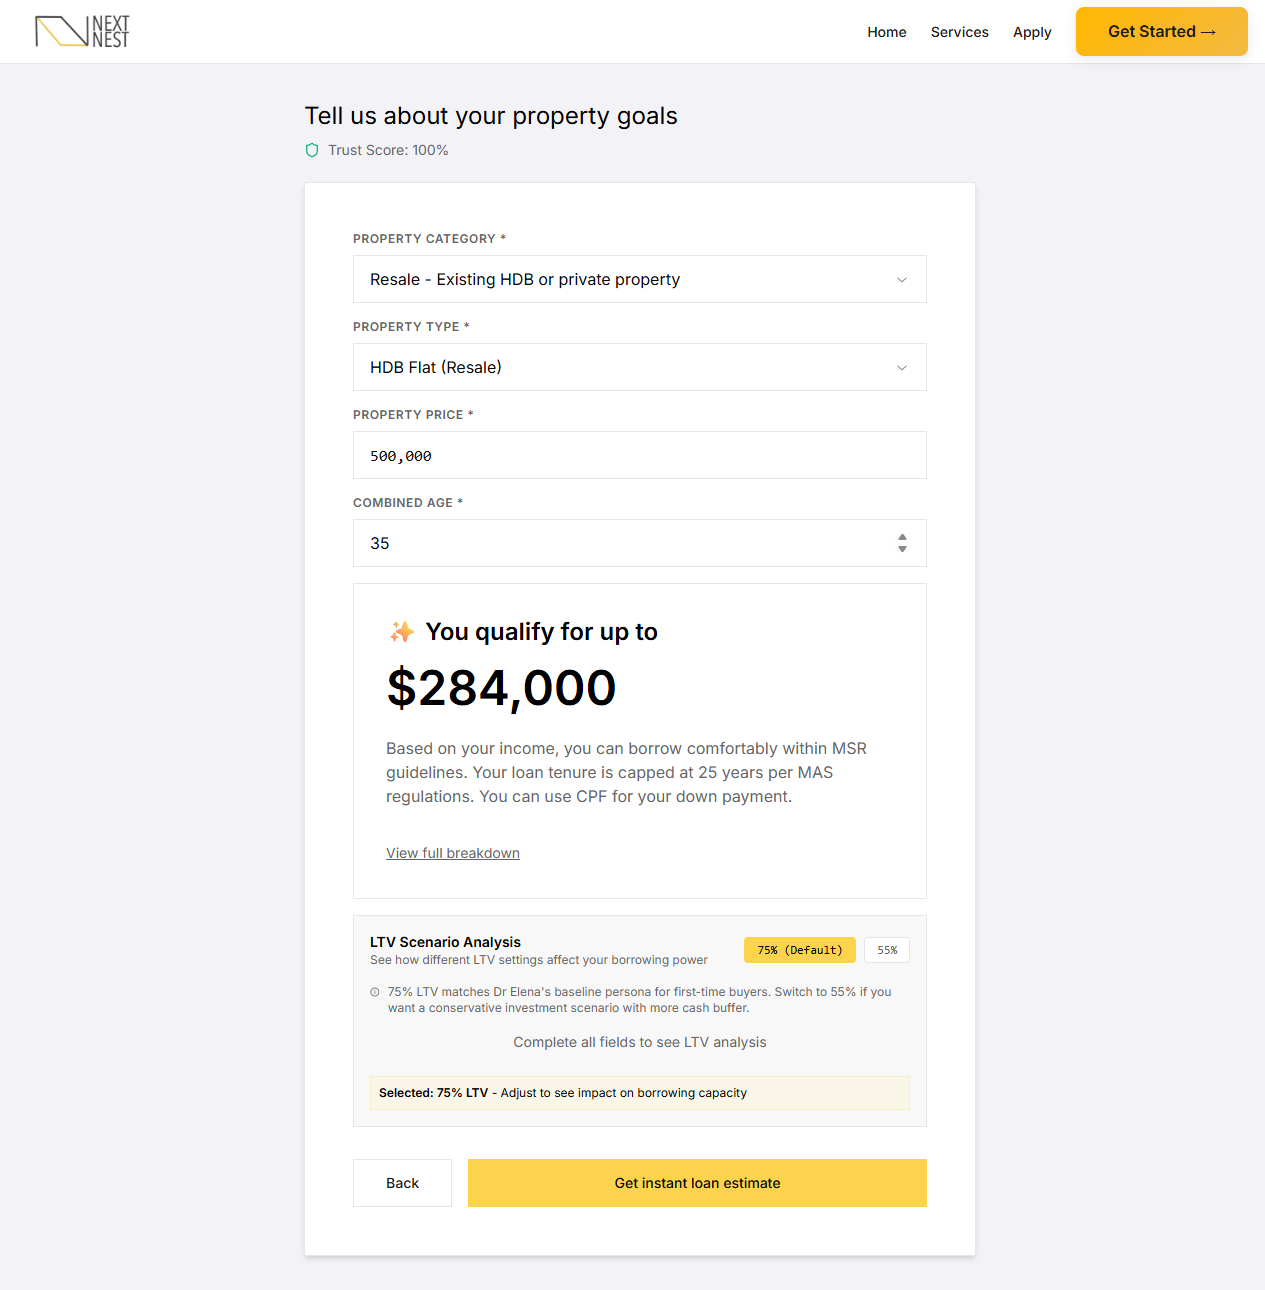 NEXT
NEST
Home
Services
Apply
Get Started →
Tell us about your property goals
Trust Score: 100%
PROPERTY CATEGORY *
Resale - Existing HDB or private property
PROPERTY TYPE *
HDB Flat (Resale)
PROPERTY PRICE *
500,000
COMBINED AGE *
35
✨ You qualify for up to
$284,000
Based on your income, you can borrow comfortably within MSR
guidelines. Your loan tenure is capped at 25 years per MAS
regulations. You can use CPF for your down payment.
View full breakdown
LTV Scenario Analysis
See how different LTV settings affect your borrowing power
75% (Default)
55%
75% LTV matches Dr Elena's baseline persona for first-time buyers. Switch to 55% if you
want a conservative investment scenario with more cash buffer.
Complete all fields to see LTV analysis
Selected: 75% LTV - Adjust to see impact on borrowing capacity
Back
Get instant loan estimate